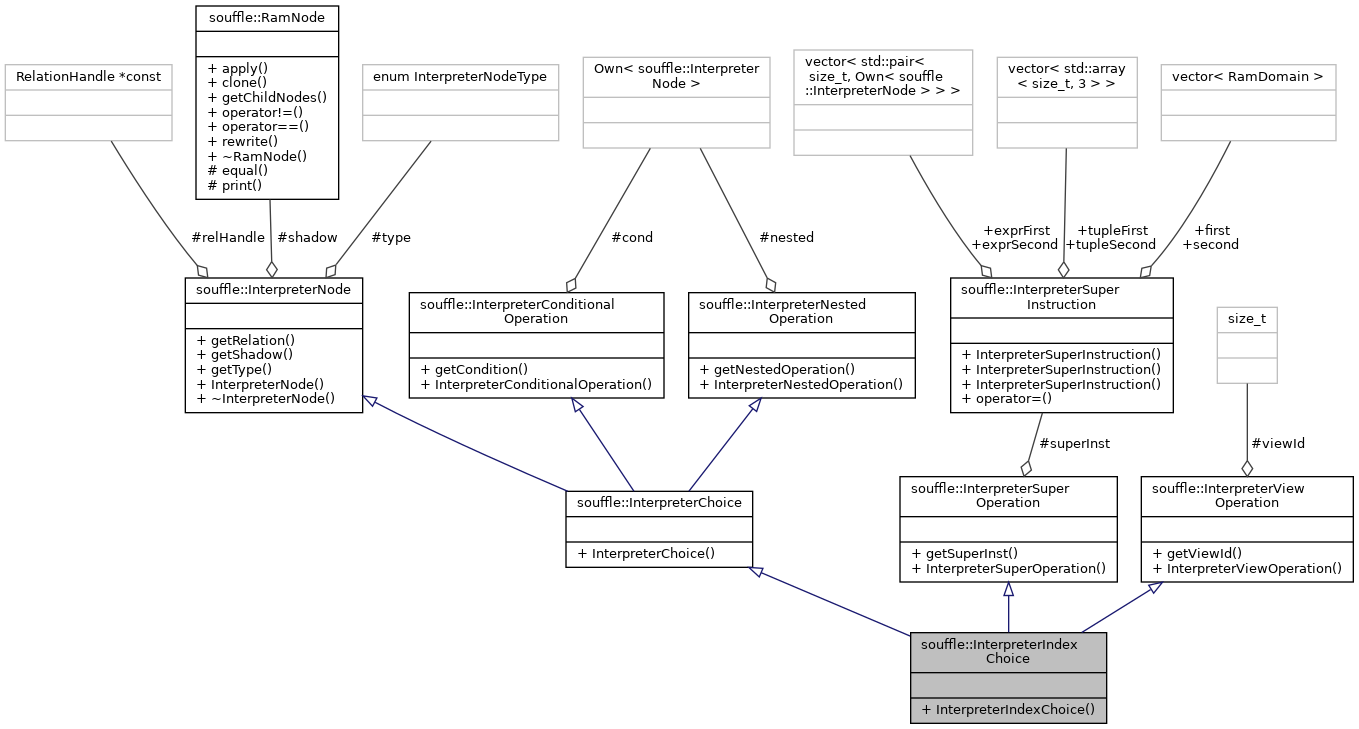 souffle::RamNode
+ apply()
+ clone()
+ getChildNodes()
+ operator!=()
+ operator==()
+ rewrite()
+ ~RamNode()
# equal()
# print()
RelationHandle *const
enum InterpreterNodeType
Own< souffle::Interpreter
Node >
vector< std::pair<
size_t, Own< souffle
::InterpreterNode > > >
vector< std::array
< size_t, 3 > >
vector< RamDomain >
#relHandle
#shadow
#type
#cond
#nested
+exprFirst
+exprSecond
+tupleFirst
+tupleSecond
+first
+second
souffle::InterpreterNode
+ getRelation()
+ getShadow()
+ getType()
+ InterpreterNode()
+ ~InterpreterNode()
souffle::InterpreterConditional
Operation
+ getCondition()
+ InterpreterConditionalOperation()
souffle::InterpreterNested
Operation
+ getNestedOperation()
+ InterpreterNestedOperation()
souffle::InterpreterSuper
Instruction
+ InterpreterSuperInstruction()
+ InterpreterSuperInstruction()
+ InterpreterSuperInstruction()
+ operator=()
size_t
#superInst
#viewId
souffle::InterpreterChoice
+ InterpreterChoice()
souffle::InterpreterSuper
Operation
+ getSuperInst()
+ InterpreterSuperOperation()
souffle::InterpreterView
Operation
+ getViewId()
+ InterpreterViewOperation()
souffle::InterpreterIndex
Choice
+ InterpreterIndexChoice()